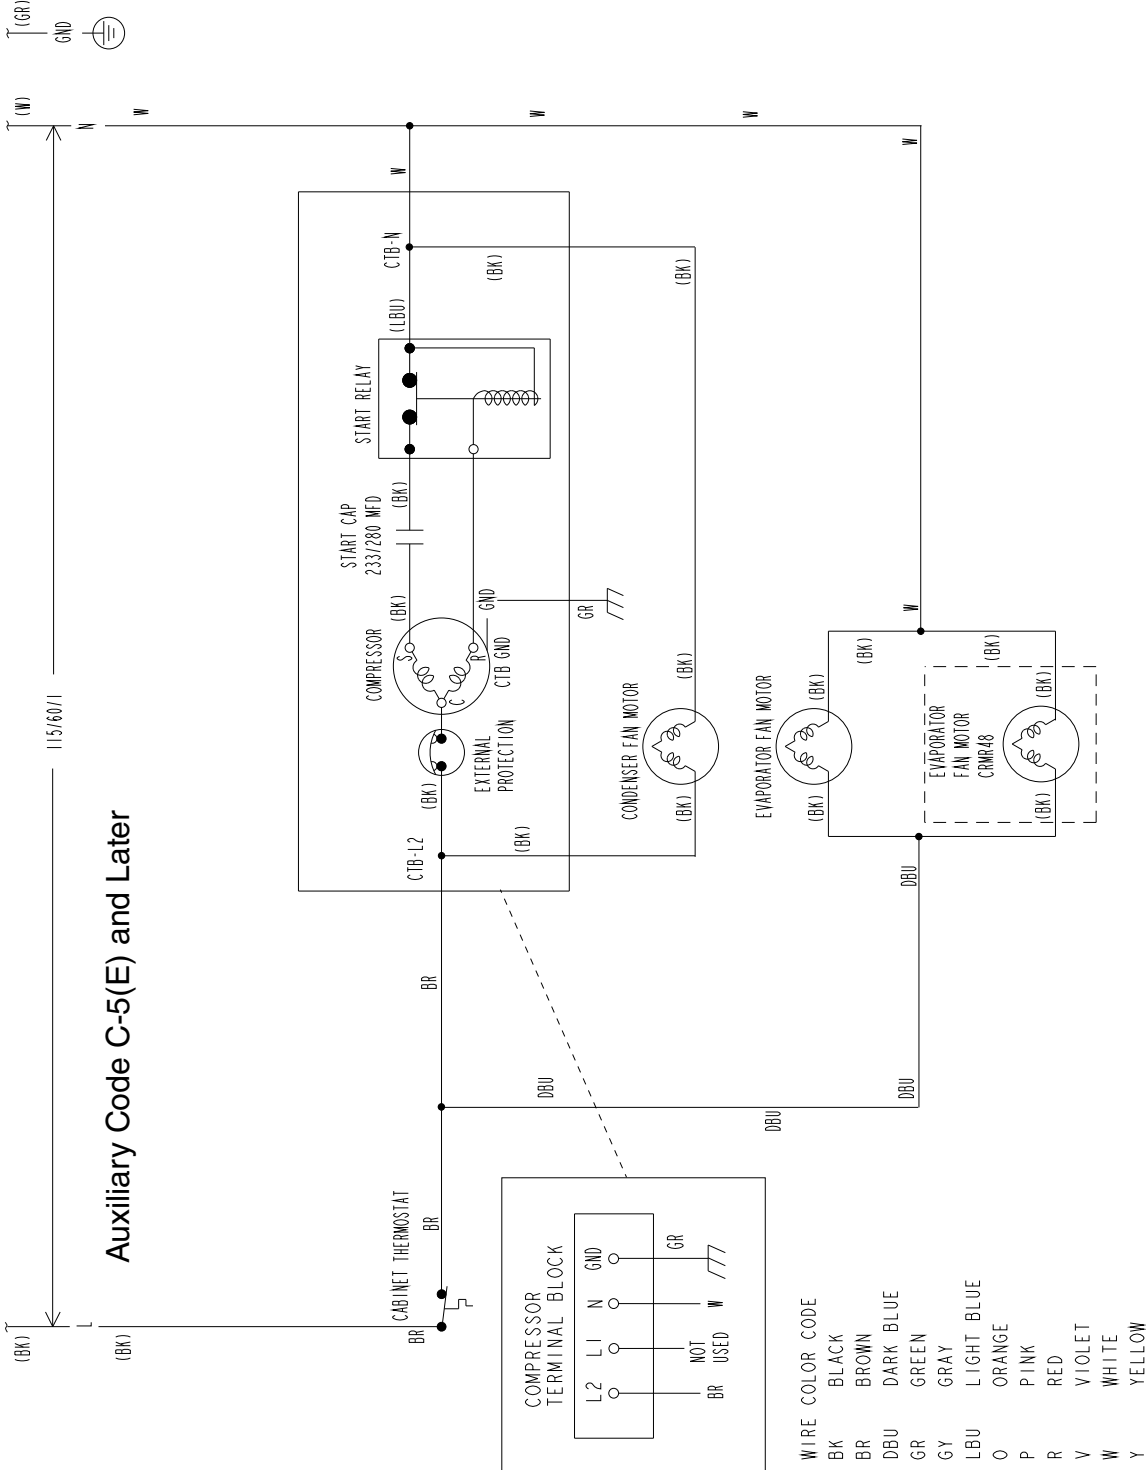 Auxiliary Code C-5(E) and Later
115/60/1
(BK)
L
(BK)
(W)
N
W
(GR)
GND
BR
CABINET THERMOSTAT
BR
BR
CTB-L2
(BK)
(BK)
EXTERNAL
PROTECTION
COMPRESSOR
C
S
R
CTB GND
GND
GR
(BK)
START CAP
233/280 MFD
(BK)
START RELAY
(LBU)
CTB-N
W
W
W
W
(BK)
(BK)
(BK)
CONDENSER FAN MOTOR
(BK)
DBU
DBU
DBU
DBU
(BK)
EVAPORATOR FAN MOTOR
(BK)
(BK)
W
(BK)
(BK)
EVAPORATOR
FAN MOTOR
CRMR48
(BK)
COMPRESSOR
TERMINAL BLOCK
L2 L1 N GND
BR
NOT
USED
W
GR
WIRE COLOR CODE
BK BLACK
BR BROWN
DBU DARK BLUE
GR GREEN
GY GRAY
LBU LIGHT BLUE
O ORANGE
P PINK
R RED
V VIOLET
W WHITE
Y YELLOW